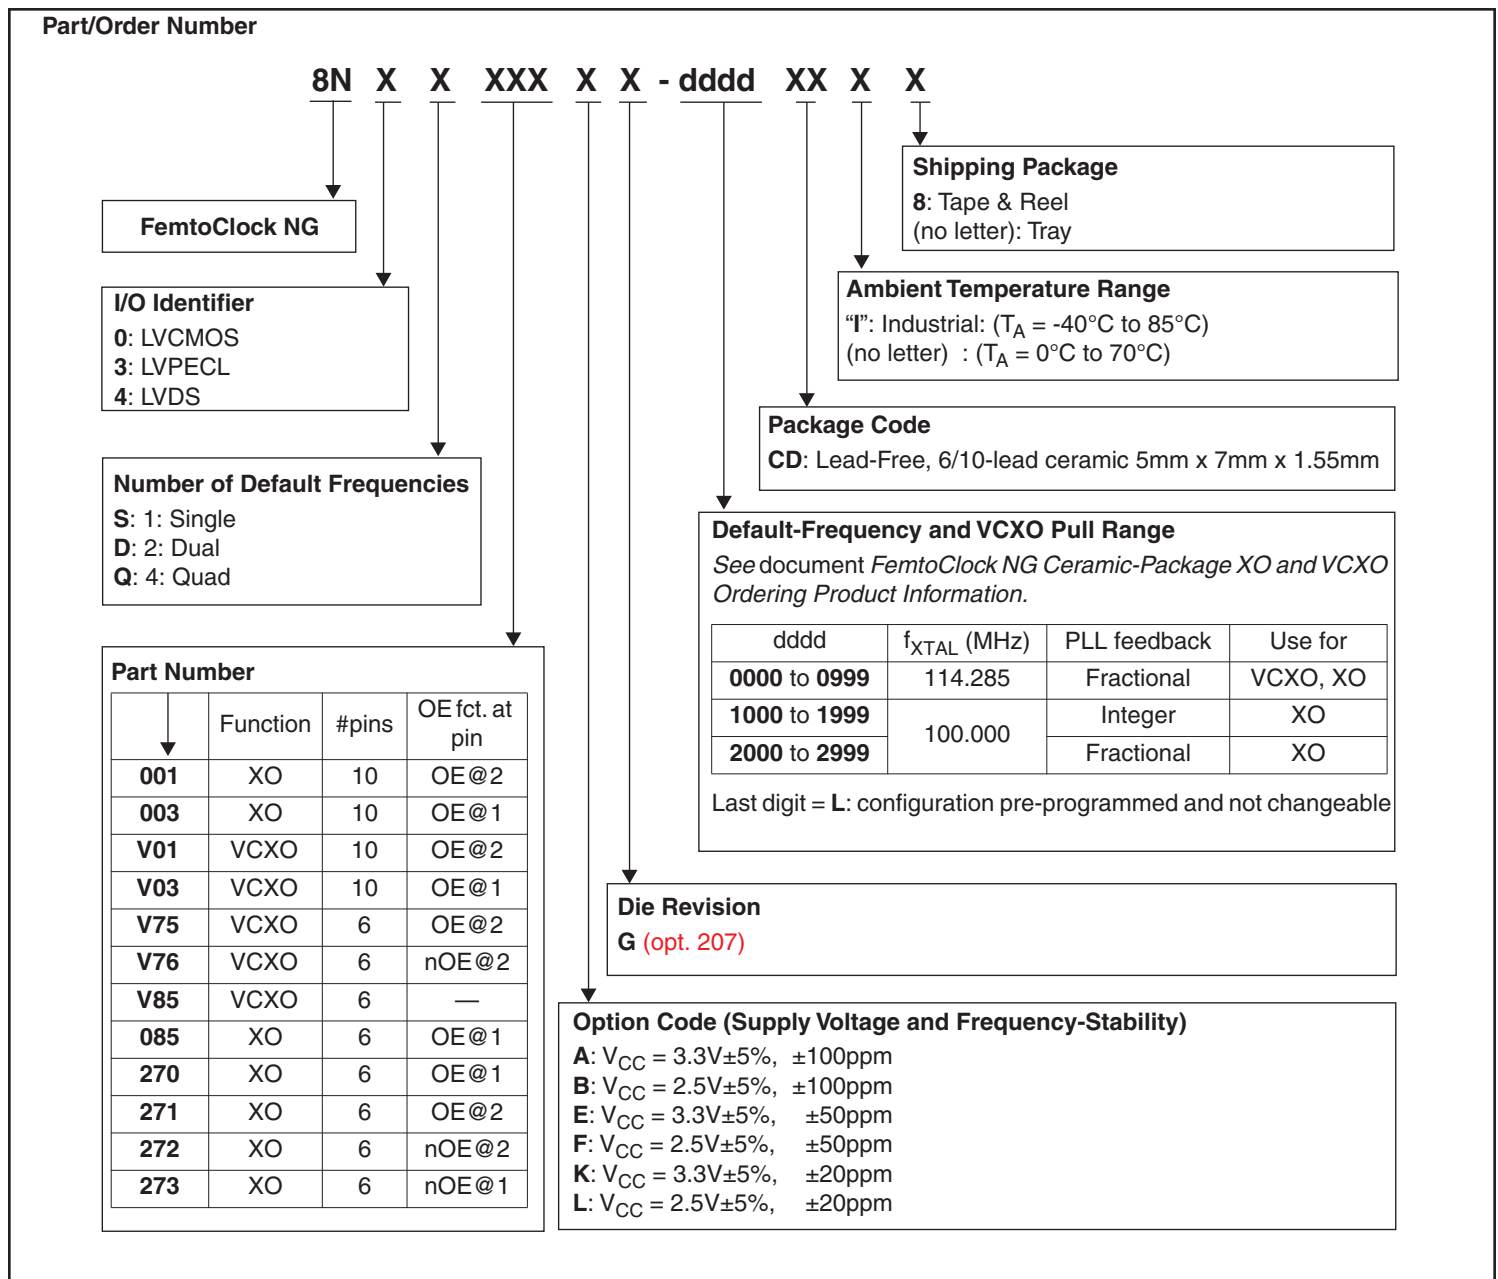 Part/Order Number
8N X X XXX X X - dddd XX X X
Shipping Package
8: Tape & Reel
(no letter): Tray
FemtoClock NG
Ambient Temperature Range
“I”: Industrial: (TA = -40°C to 85°C)
(no letter) : (TA = 0°C to 70°C)
I/O Identifier
0: LVCMOS
3: LVPECL
4: LVDS
Package Code
CD: Lead-Free, 6/10-lead ceramic 5mm x 7mm x 1.55mm
Number of Default Frequencies
S: 1: Single
D: 2: Dual
Q: 4: Quad
Default-Frequency and VCXO Pull Range
See document FemtoClock NG Ceramic-Package XO and VCXO
Ordering Product Information.
dddd fXTAL (MHz) PLL feedback Use for
0000 to 0999 114.285 Fractional VCXO, XO
1000 to 1999 100.000 Integer XO
2000 to 2999 Fractional XO
Last digit = L: configuration pre-programmed and not changeable
Part Number
Function #pins OE fct. at
pin
001 XO 10 OE@2
003 XO 10 OE@1
V01 VCXO 10 OE@2
V03 VCXO 10 OE@1
V75 VCXO 6 OE@2
V76 VCXO 6 nOE@2
V85 VCXO 6 —
085 XO 6 OE@1
270 XO 6 OE@1
271 XO 6 OE@2
272 XO 6 nOE@2
273 XO 6 nOE@1
Die Revision
G (opt. 207)
Option Code (Supply Voltage and Frequency-Stability)
A: VCC = 3.3V±5%, ±100ppm
B: VCC = 2.5V±5%, ±100ppm
E: VCC = 3.3V±5%, ±50ppm
F: VCC = 2.5V±5%, ±50ppm
K: VCC = 3.3V±5%, ±20ppm
L: VCC = 2.5V±5%, ±20ppm